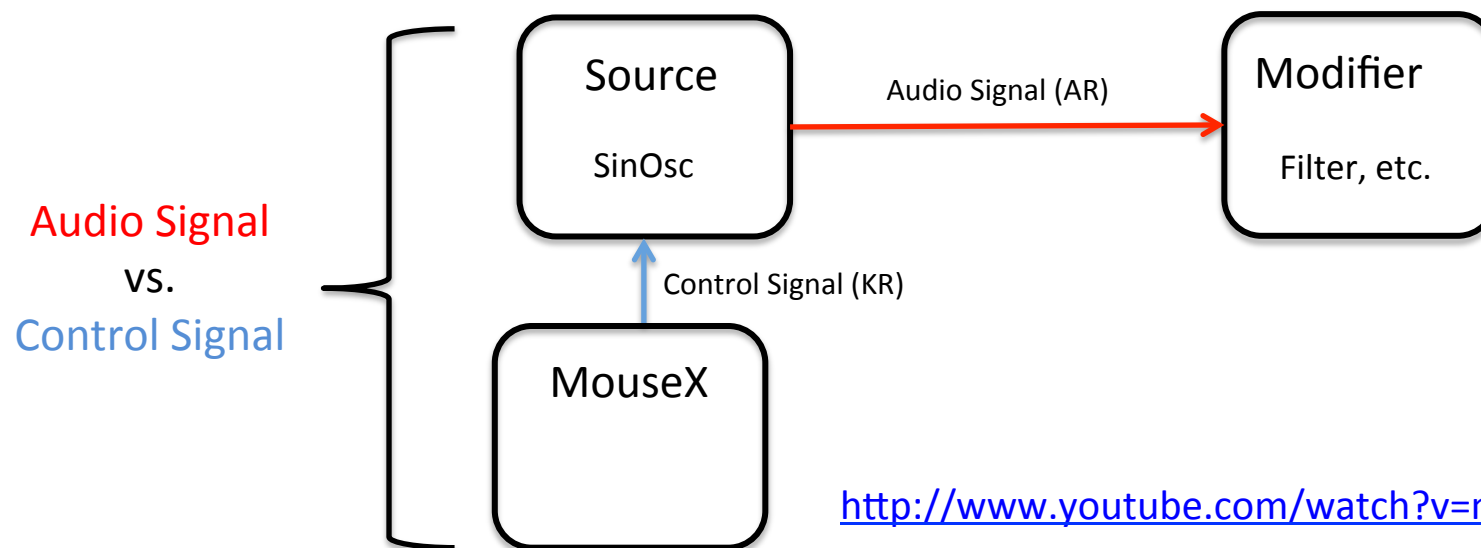 Audio Signal
vs.
Control Signal
Source
SinOsc
Audio Signal (AR)
Modifier
Filter, etc.
Control Signal (KR)
MouseX
http://www.youtube.com/watch?v=